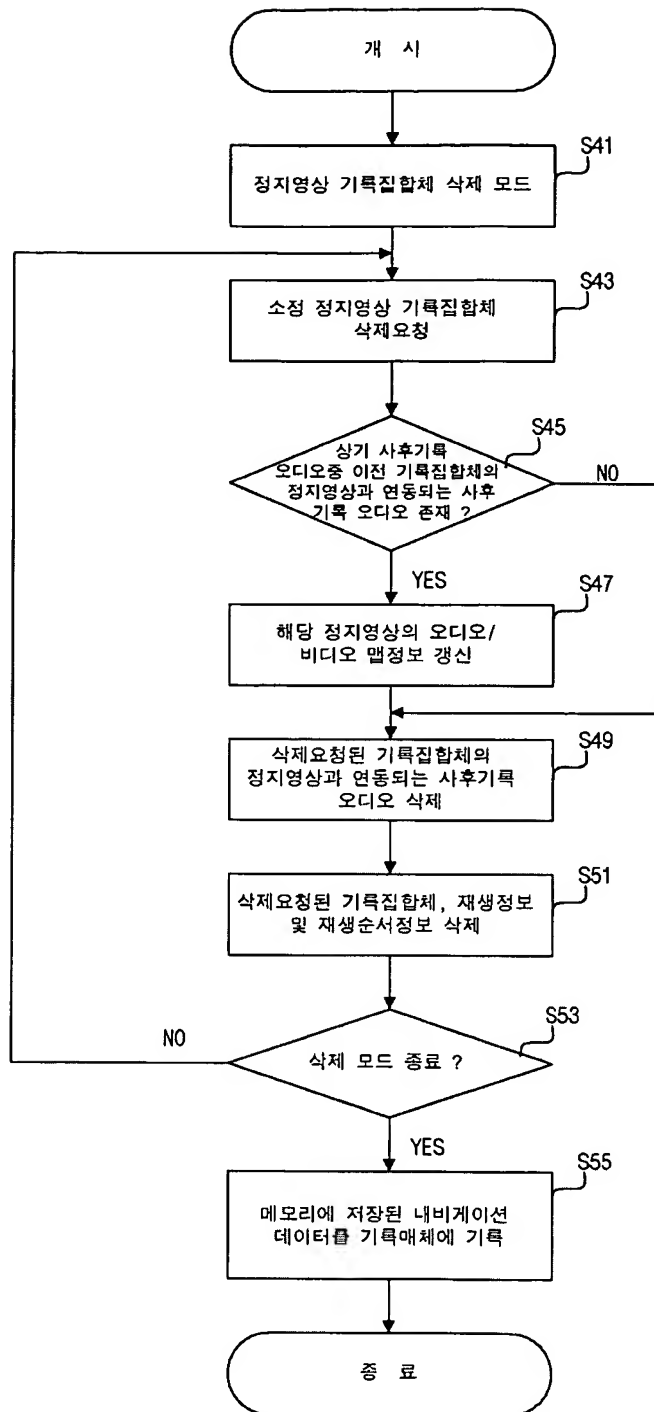 개 시
S41
정지영상 기록집합체 삭제 모드
S43
소정 정지영상 기록집합체
삭제요청
S45
상기 사후기록
오디오중 이전 기록집합체의
정지영상과 연동되는 사후
기록 오디오 존재 ?
NO
YES
S47
해당 정지영상의 오디오/
비디오 맵정보 갱신
S49
삭제요청된 기록집합체의
정지영상과 연동되는 사후기록
오디오 삭제
S51
삭제요청된 기록집합체, 재생정보
및 재생순서정보 삭제
S53
NO
삭제 모드 종료 ?
YES
S55
메모리에 저장된 내비게이션
데이터를 기록매체에 기록
종 료